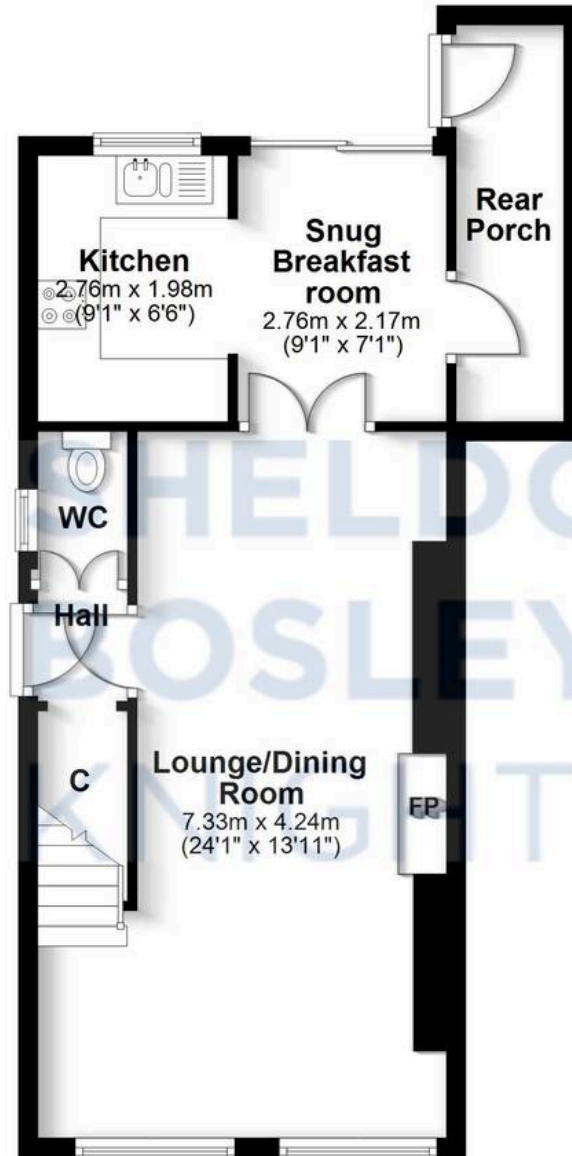 Rear
Porch
Kitchen
2.76m x 1.98m
(9'1" x 6'6")
Snug
Breakfast
room
2.76m x 2.17m
(9'1" x 7'1")
SHELDO
WC
Hall
BOSLEY
C
Lounge/Dining
Room
7.33m x 4.24m
(24'1" x 13'11")
FP
KNIGHT